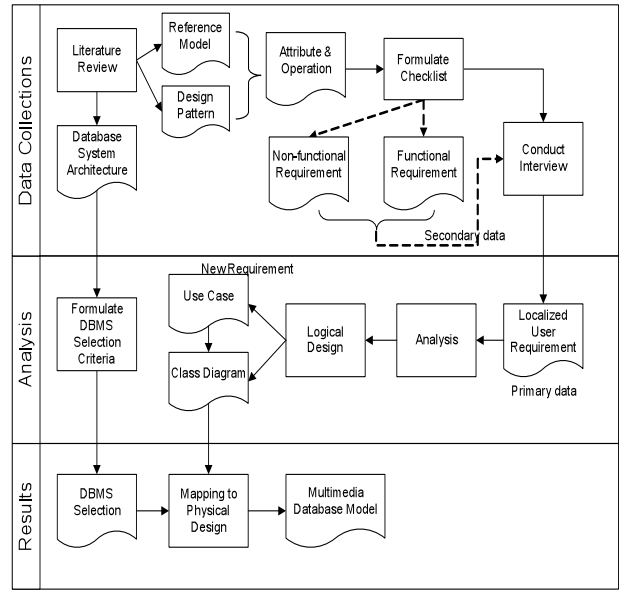 Data Collections
Literature
Review
Reference
Model
Design
Pattern
Attribute &
Operation
Formulate
Checklist
Database
System
Architecture
Non-functional
Requirement
Functional
Requirement
Conduct
Interview
Secondary data
Analysis
Formulate
DBMS
Selection
Criteria
New Requirement
Use Case
Class Diagram
Logical
Design
Analysis
Localized
User
Requirement
Primary data
Results
DBMS
Selection
Mapping to
Physical
Design
Multimedia
Database Model